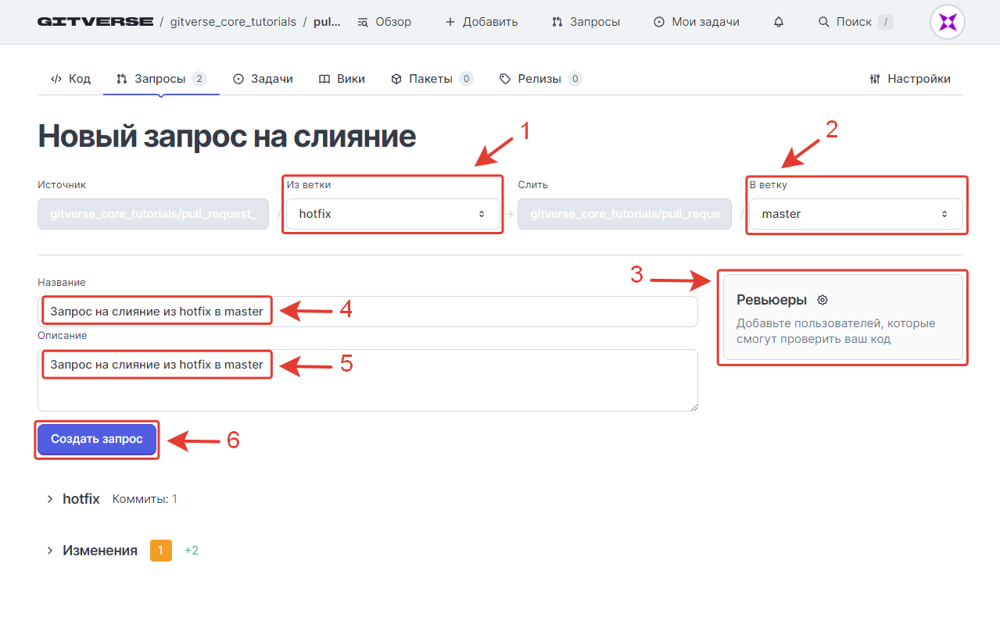 GITVERSE / gitverse_core_tutorials / pul... Обзор Добавить Запросы Мои задачи Поиск /
Код Запросы 2 Задачи Вики Пакеты 0 Релизы 0 Настройки
Новый запрос на слияние
1
2
Источник Из ветки Слить В ветку
gitverse_core_tutorials/pull_request_ / hotfix → gitverse_core_tutorials/pull_reque / master
3
Название
Ревьюеры
Запрос на слияние из hotfix в master
4
Добавьте пользователей, которые
смогут проверить ваш код
Описание
Запрос на слияние из hotfix в master
5
Создать запрос
6
hotfix Коммиты: 1
Изменения 1 +2